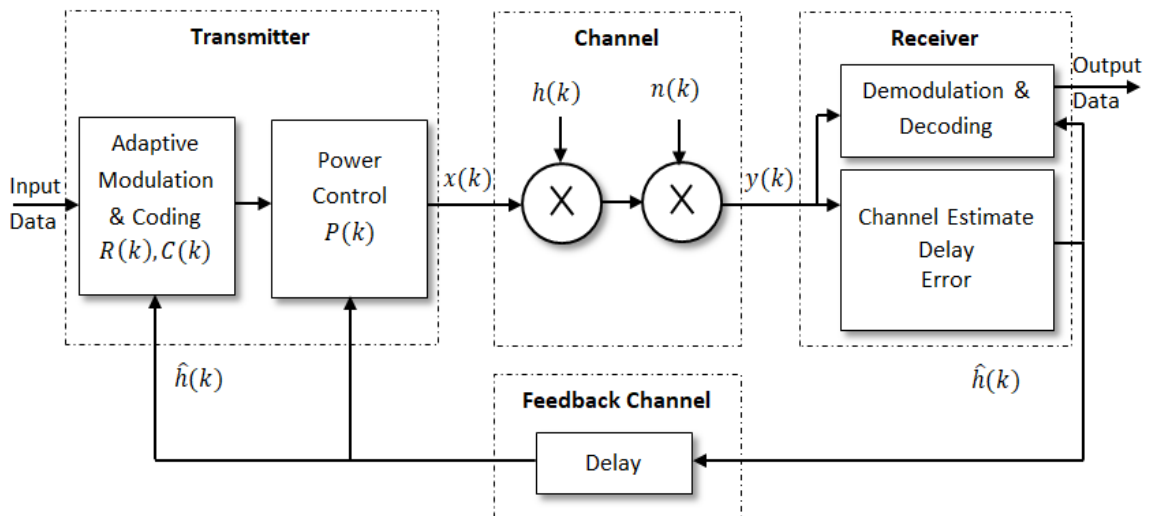 Transmitter
Channel
Receiver
Input
Data
Adaptive
Modulation
& Coding
R(k), C(k)
Power
Control
P(k)
x(k)
h(k)
n(k)
X
X
y(k)
Demodulation &
Decoding
Output
Data
Channel Estimate
Delay
Error
ĥ(k)
ĥ(k)
Feedback Channel
Delay